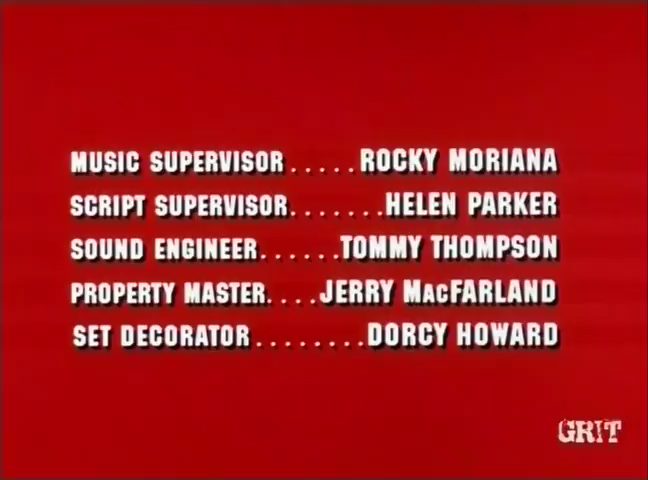 MUSIC SUPERVISOR.....ROCKY MORIANA
SCRIPT SUPERVISOR.......HELEN PARKER
SOUND ENGINEER......TOMMY THOMPSON
PROPERTY MASTER....JERRY MacFARLAND
SET DECORATOR........DORCY HOWARD
GRIT